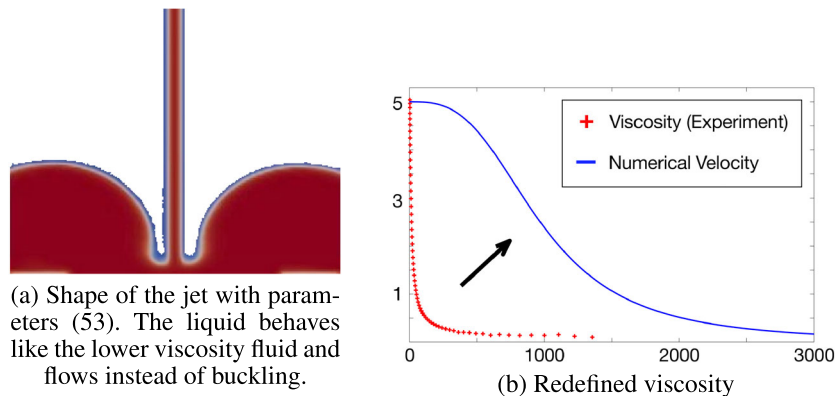 5
3
1
0
1000
2000
3000
Viscosity (Experiment)
Numerical Velocity
(a) Shape of the jet with param-
eters (53). The liquid behaves
like the lower viscosity fluid and
flows instead of buckling.
(b) Redefined viscosity